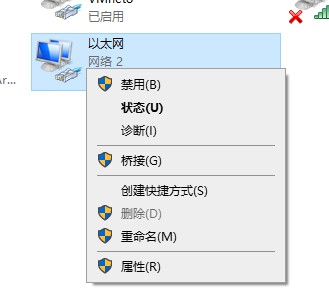 VMnet8
已启用
以太网
网络 2
Ar...
禁用(B)
状态(U)
诊断(I)
桥接(G)
创建快捷方式(S)
删除(D)
重命名(M)
属性(R)